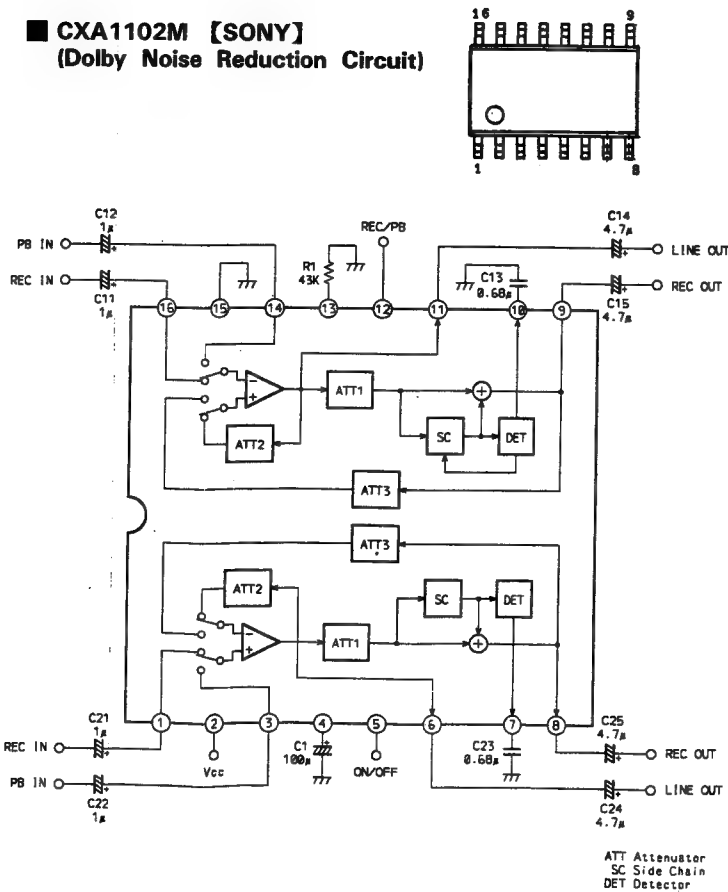 ■ CXA1102M 【SONY】
(Dolby Noise Reduction Circuit)
16 9
1 8
C12
1μ
PB IN
REC IN
C11
1μ
R1
43K
REC/PB
C13
0.68μ
C14
4.7μ
LINE OUT
REC OUT
C15
4.7μ
16 15 14 13 12 11 10 9
ATT1
ATT2
SC
DET
ATT3
ATT3
ATT2
SC
DET
ATT1
1 2 3 4 5 6 7 8
C21
1μ
REC IN
PB IN
C22
1μ
Vcc
C1
100μ
ON/OFF
C23
0.68μ
C25
4.7μ
REC OUT
LINE OUT
C24
4.7μ
ATT Attenuator
SC Side Chain
DET Detector